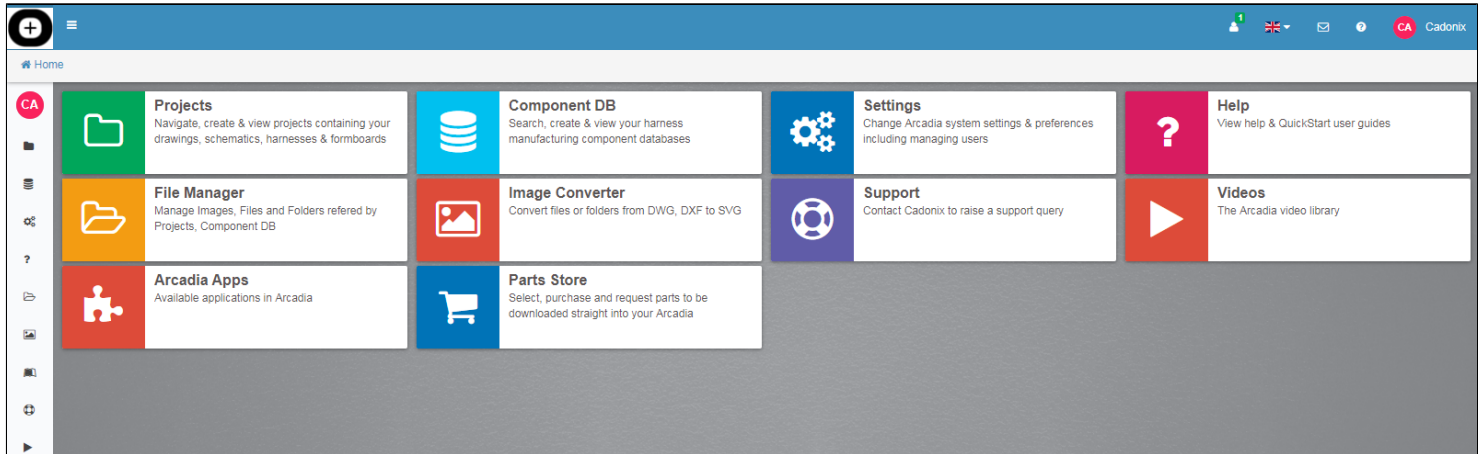 1
CA
Cadonix
Home
CA
Projects
Navigate, create & view projects containing your
drawings, schematics, harnesses & formboards
Component DB
Search, create & view your harness
manufacturing component databases
Settings
Change Arcadia system settings & preferences
including managing users
Help
View help & QuickStart user guides
File Manager
Manage Images, Files and Folders refered by
Projects, Component DB
Image Converter
Convert files or folders from DWG, DXF to SVG
Support
Contact Cadonix to raise a support query
Videos
The Arcadia video library
Arcadia Apps
Available applications in Arcadia
Parts Store
Select, purchase and request parts to be
downloaded straight into your Arcadia